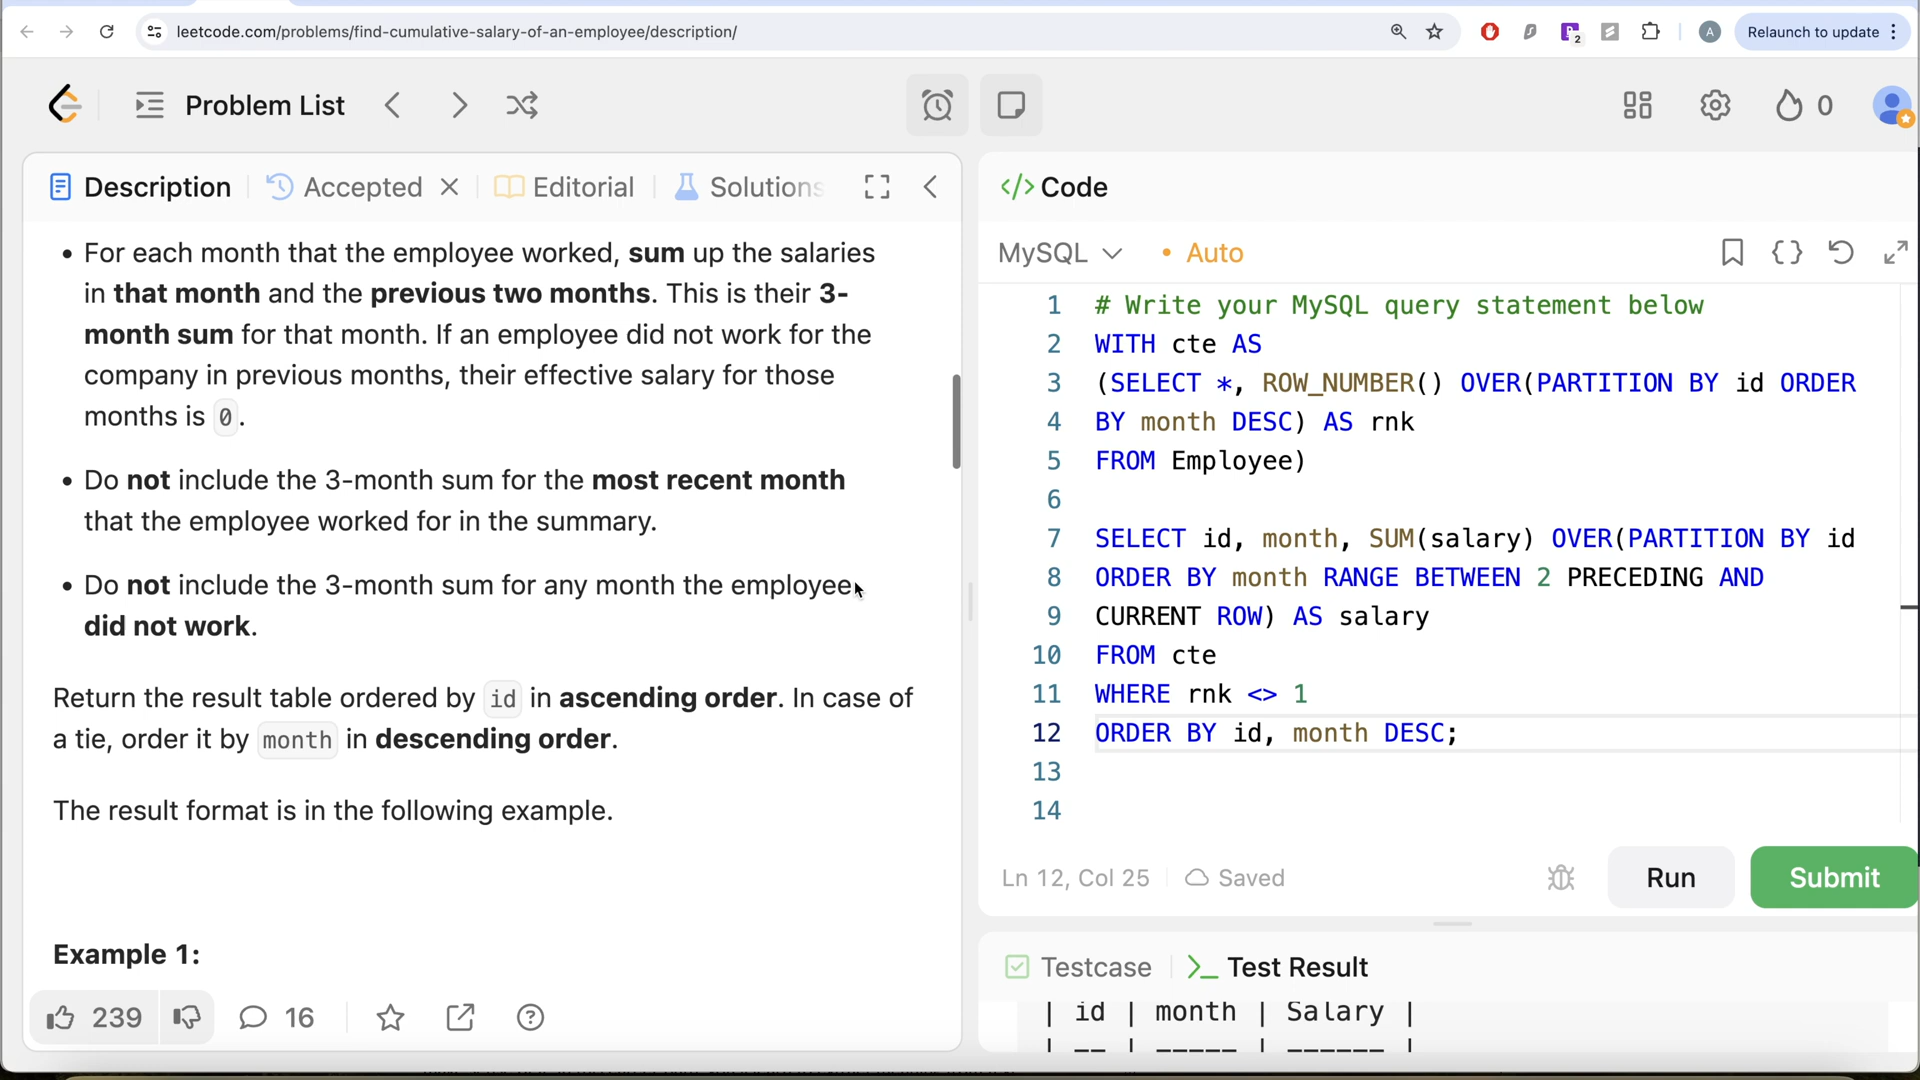 leetcode.com/problems/find-cumulative-salary-of-an-employee/description/
2
A
Relaunch to update
Problem List
0
Description
Accepted
Editorial
Solutions
• For each month that the employee worked, sum up the salaries
in that month and the previous two months. This is their 3-
month sum for that month. If an employee did not work for the
company in previous months, their effective salary for those
months is 0.
• Do not include the 3-month sum for the most recent month
that the employee worked for in the summary.
• Do not include the 3-month sum for any month the employee
did not work.
Return the result table ordered by id in ascending order. In case of
a tie, order it by month in descending order.
The result format is in the following example.
Example 1:
239
16
</> Code
MySQL
• Auto
1 # Write your MySQL query statement below
2 WITH cte AS
3 (SELECT *, ROW_NUMBER() OVER(PARTITION BY id ORDER
4 BY month DESC) AS rnk
5 FROM Employee)
6
7 SELECT id, month, SUM(salary) OVER(PARTITION BY id
8 ORDER BY month RANGE BETWEEN 2 PRECEDING AND
9 CURRENT ROW) AS salary
10 FROM cte
11 WHERE rnk <> 1
12 ORDER BY id, month DESC;
13
14
Ln 12, Col 25
Saved
Run
Submit
Testcase
Test Result
| id | month | Salary |
| -- | ----- | ------ |